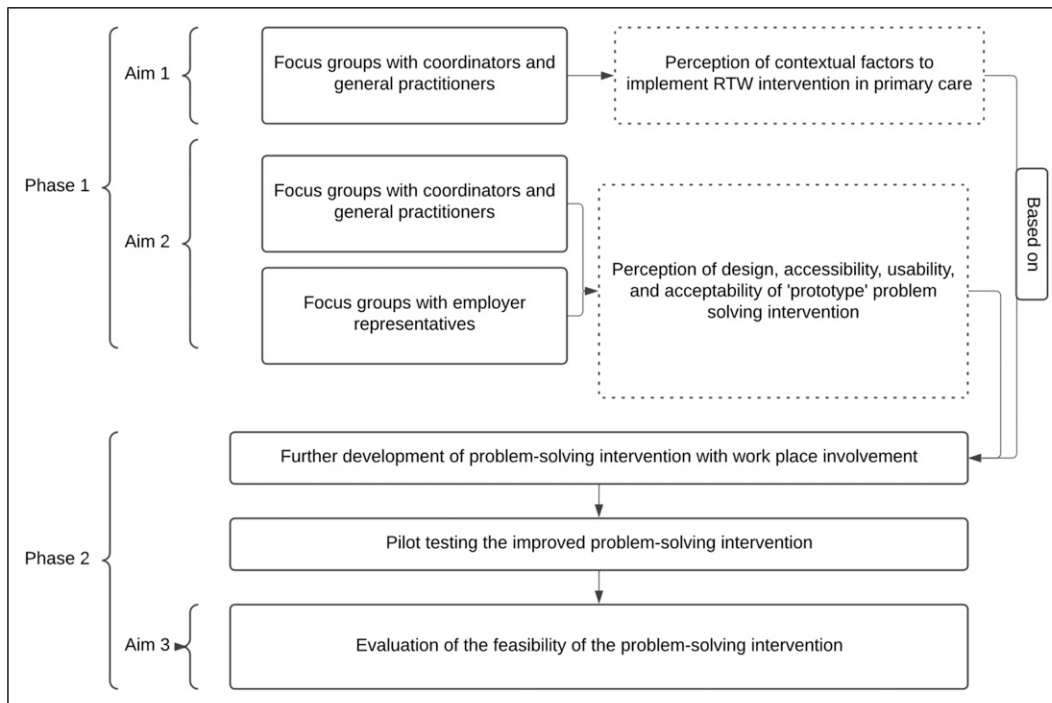 Phase 1
Aim 1
Focus groups with coordinators and
general practitioners
Perception of contextual factors to
implement RTW intervention in primary care
Based on
Aim 2
Focus groups with coordinators and
general practitioners
Focus groups with employer
representatives
Perception of design, accessibility, usability,
and acceptability of 'prototype' problem
solving intervention
Phase 2
Further development of problem-solving intervention with work place involvement
Pilot testing the improved problem-solving intervention
Aim 3
Evaluation of the feasibility of the problem-solving intervention